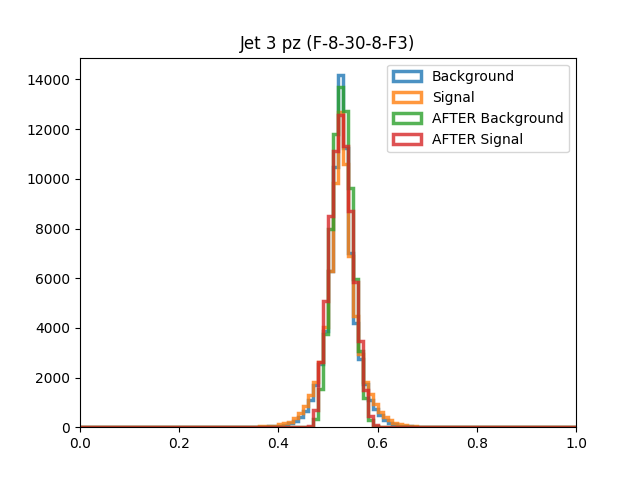 Jet 3 pz (F-8-30-8-F3)
Background
Signal
AFTER Background
AFTER Signal
14000
12000
10000
8000
6000
4000
2000
0
0.0 0.2 0.4 0.6 0.8 1.0